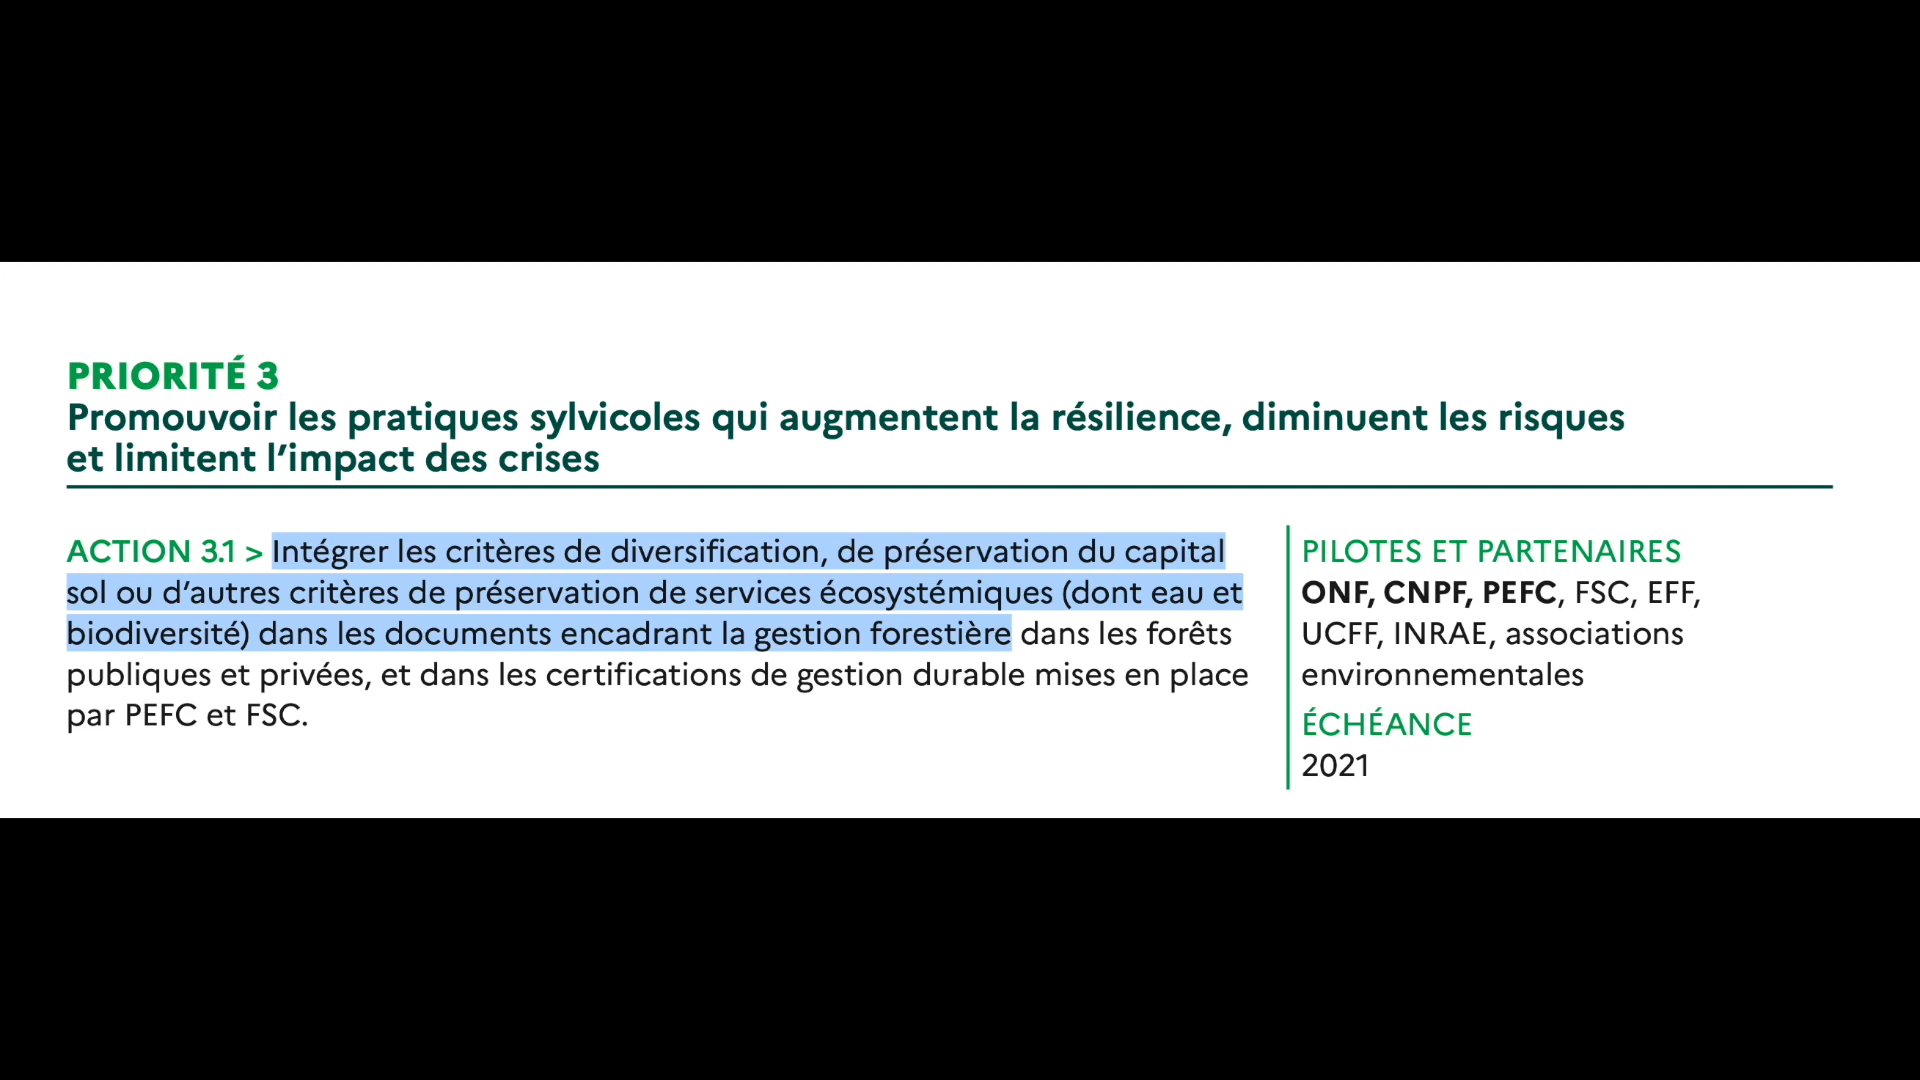 PRIORITÉ 3
Promouvoir les pratiques sylvicoles qui augmentent la résilience, diminuent les risques
et limitent l’impact des crises
ACTION 3.1 > Intégrer les critères de diversification, de préservation du capital
sol ou d’autres critères de préservation de services écosystémiques (dont eau et
biodiversité) dans les documents encadrant la gestion forestière dans les forêts
publiques et privées, et dans les certifications de gestion durable mises en place
par PEFC et FSC.
PILOTES ET PARTENAIRES
ONF, CNPF, PEFC, FSC, EFF,
UCFF, INRAE, associations
environnementales
ÉCHÉANCE
2021